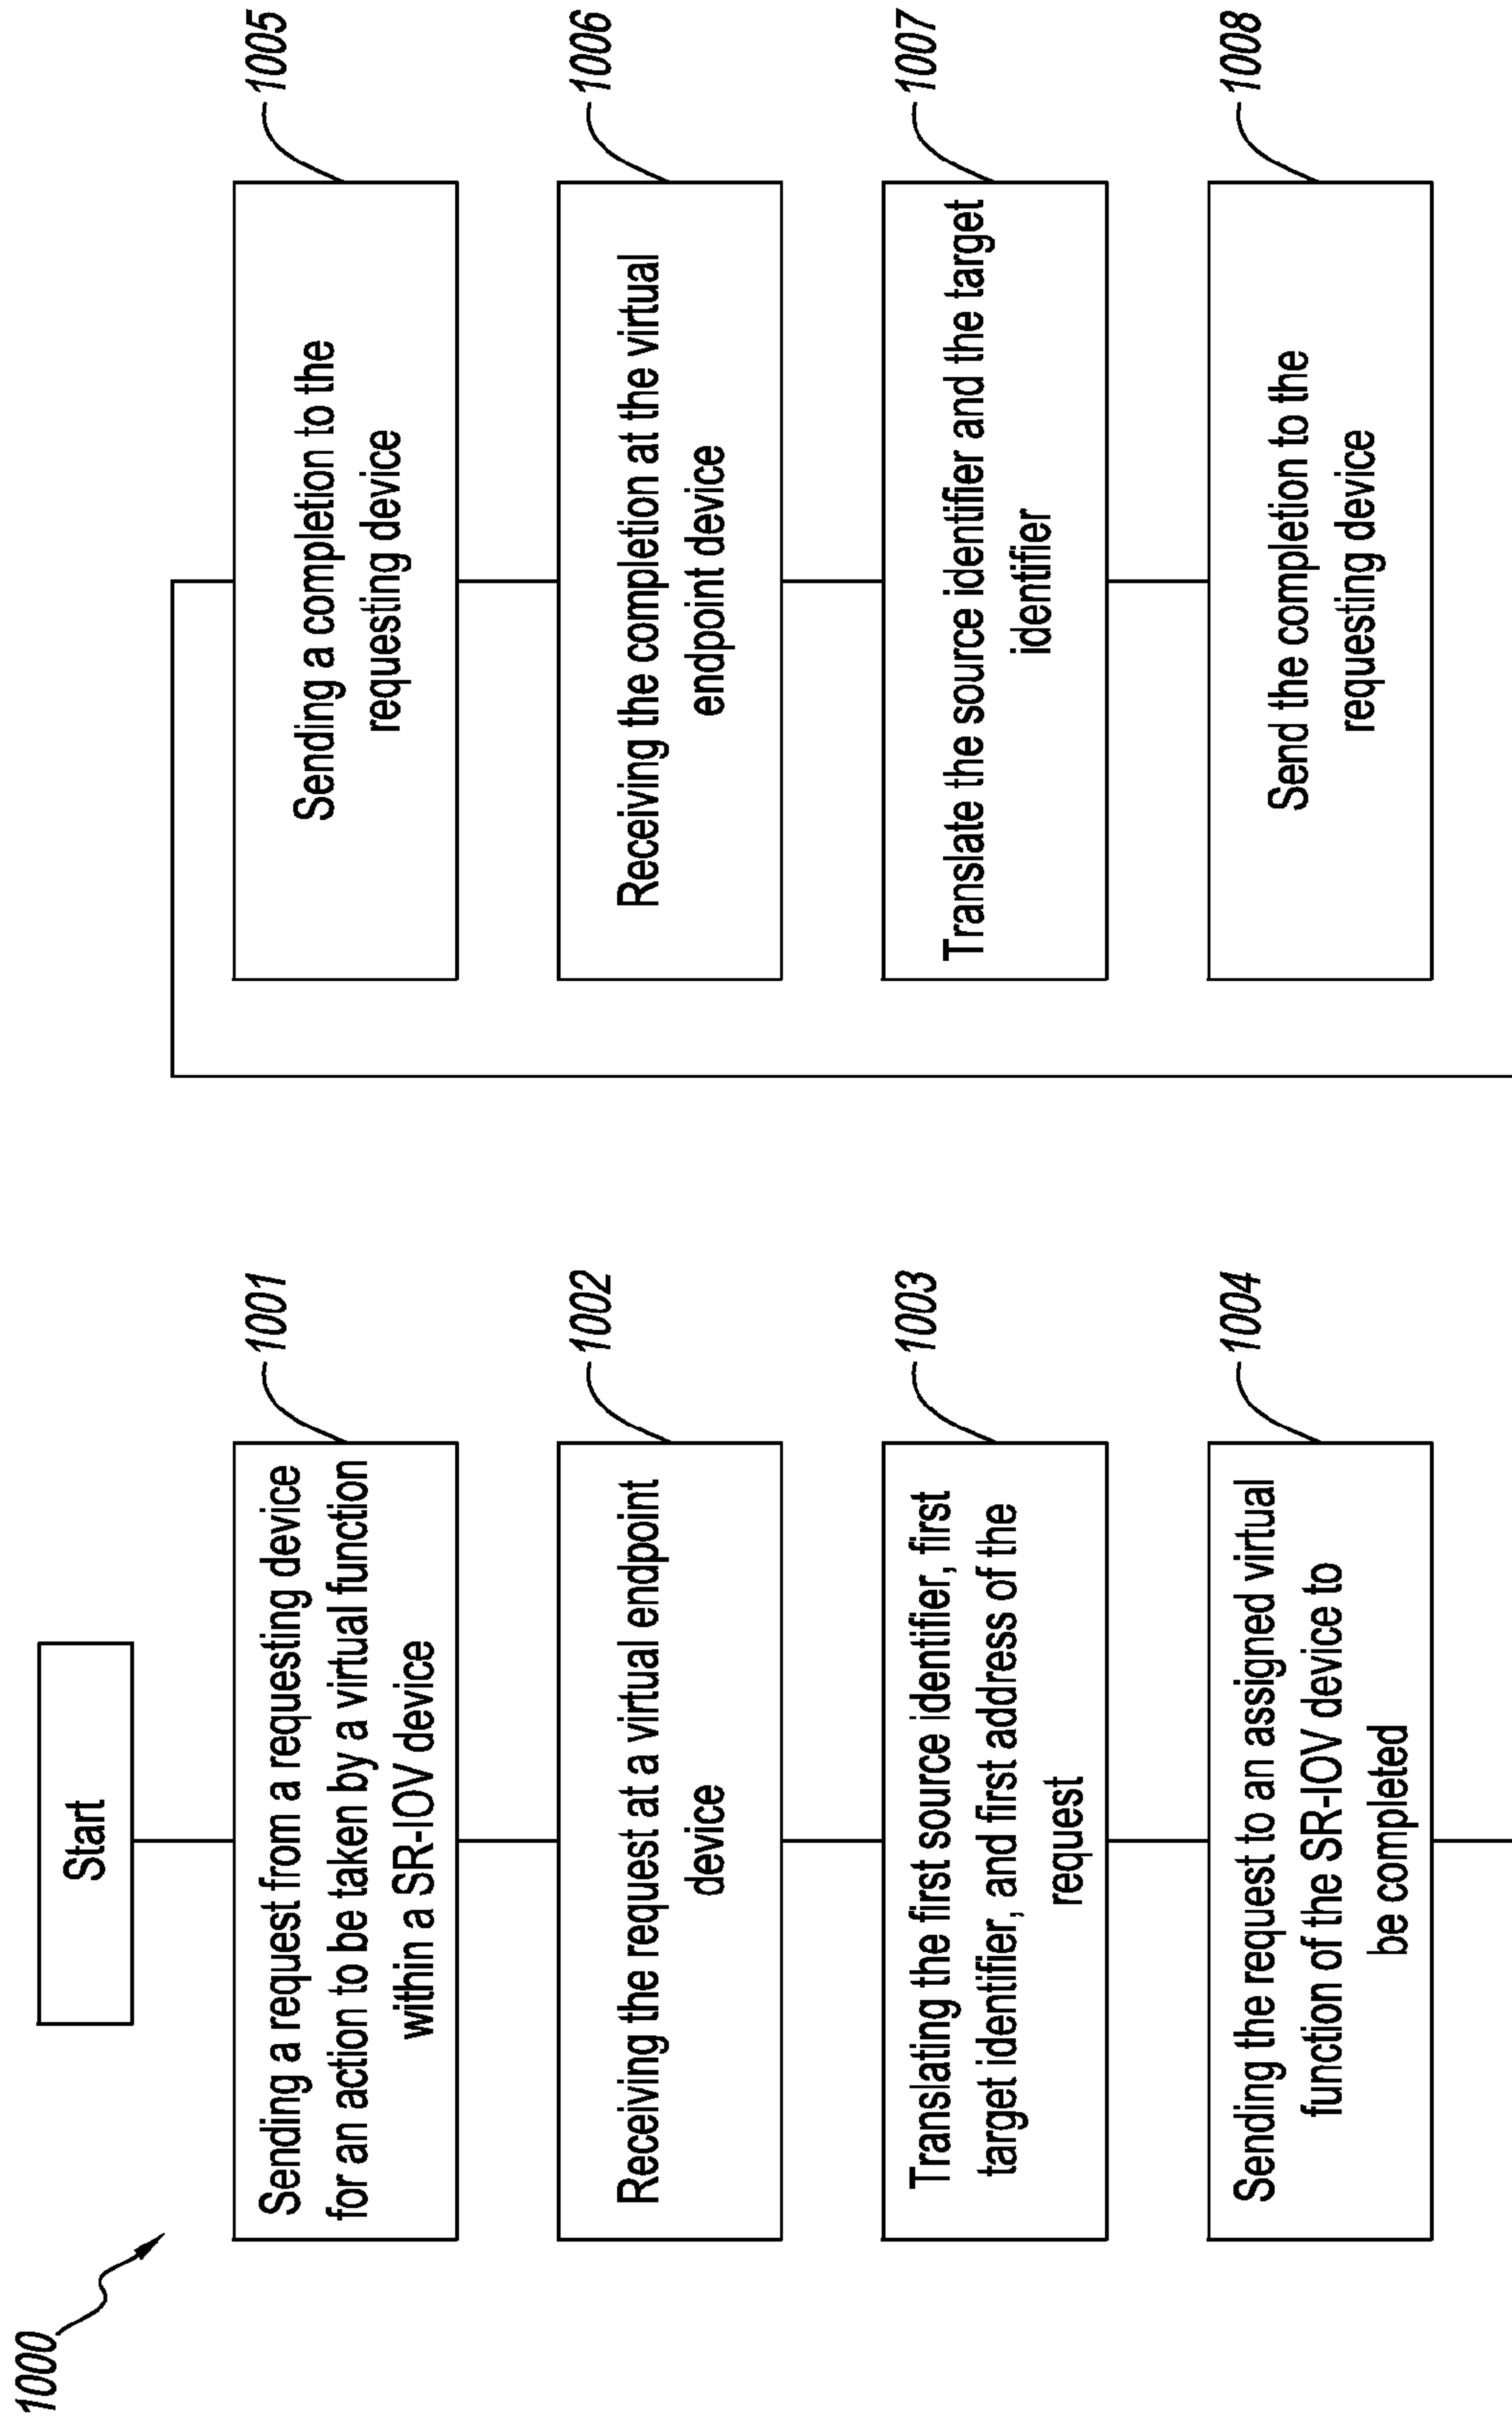 1000
Start
Sending a request from a requesting device
for an action to be taken by a virtual function
within a SR-IOV device
1001
Receiving the request at a virtual endpoint
device
1002
Translating the first source identifier, first
target identifier, and first address of the
request
1003
Sending the request to an assigned virtual
function of the SR-IOV device to
be completed
1004
Sending a completion to the
requesting device
1005
Receiving the completion at the virtual
endpoint device
1006
Translate the source identifier and the target
identifier
1007
Send the completion to the
requesting device
1008